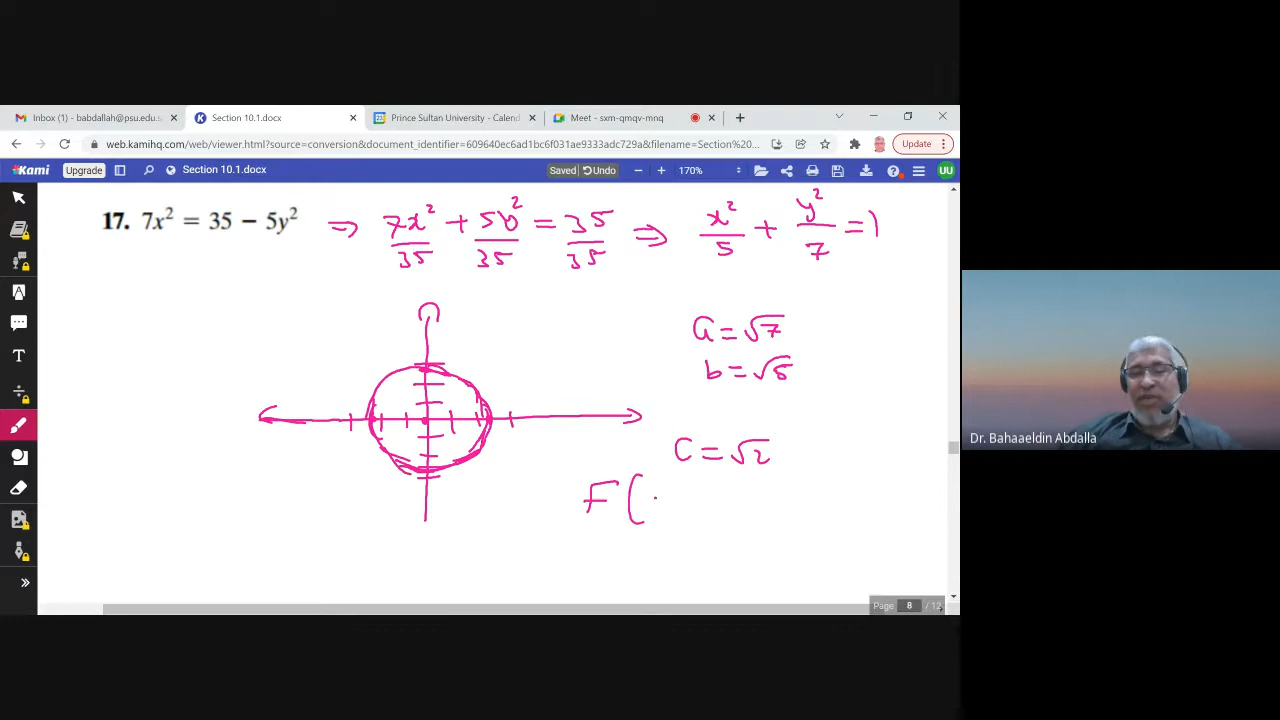 Inbox (1) - babdallah@psu.edu.s
Section 10.1.docx
Prince Sultan University - Calend
Meet - sxm-qmqv-mnq
web.kamihq.com/web/viewer.html?source=conversion&document_identifier=609640ec6ad1bc6f031ae9333adc729a&filename=Section%20...
Update
Kami
Upgrade
Section 10.1.docx
Saved
Undo
170%
UU
17. 7x² = 35 − 5y² ⇒ 7x²/35 + 5y²/35 = 35/35 ⇒ x²/5 + y²/7 = 1
a = √7
b = √5
c = √2
F(
Dr. Bahaaeldin Abdalla
Page 8 / 12